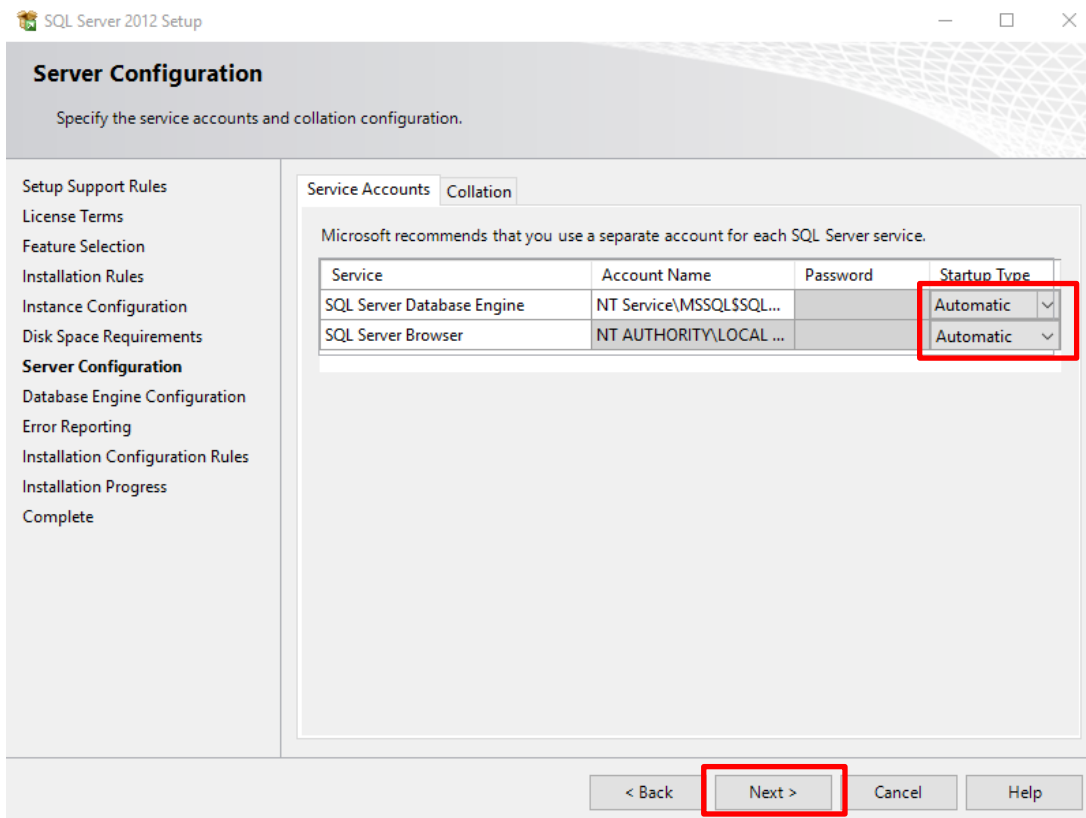 SQL Server 2012 Setup
Server Configuration
Specify the service accounts and collation configuration.
Setup Support Rules
License Terms
Feature Selection
Installation Rules
Instance Configuration
Disk Space Requirements
Server Configuration
Database Engine Configuration
Error Reporting
Installation Configuration Rules
Installation Progress
Complete
Service Accounts Collation
Microsoft recommends that you use a separate account for each SQL Server service.
Service Account Name Password Startup Type
SQL Server Database Engine NT Service\MSSQL$SQL... Automatic
SQL Server Browser NT AUTHORITY\LOCAL ... Automatic
< Back Next > Cancel Help